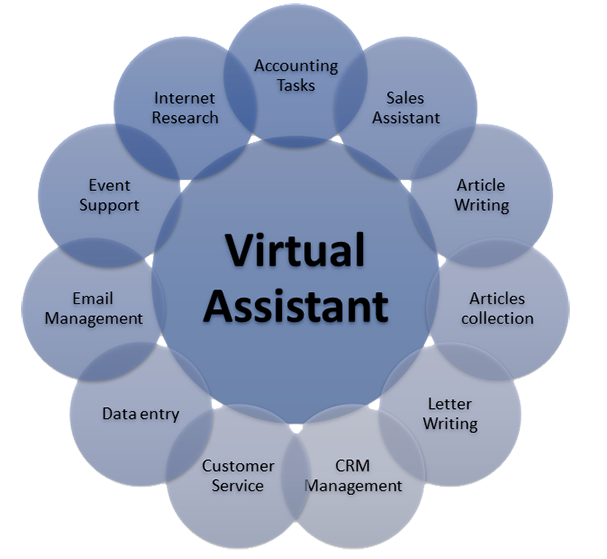 Accounting
Tasks
Sales
Assistant
Article
Writing
Articles
collection
Letter
Writing
CRM
Management
Customer
Service
Data entry
Email
Management
Event
Support
Internet
Research
Virtual
Assistant